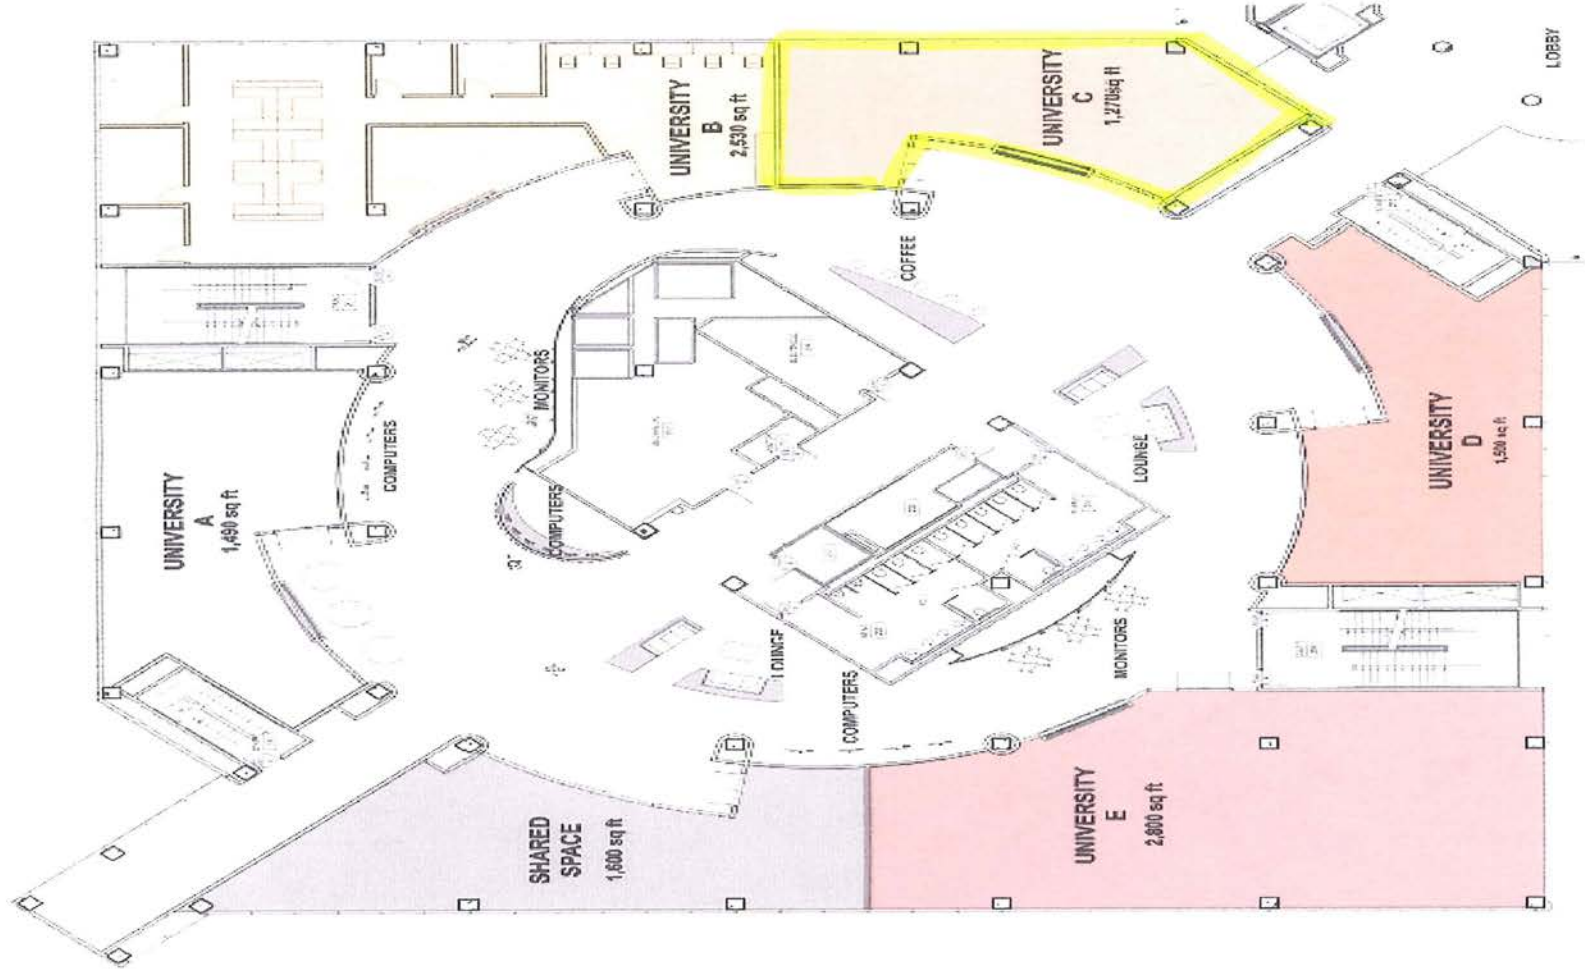 LOBBY
UNIVERSITY
B
2,530 sq ft
UNIVERSITY
C
1,270sq ft
COFFEE
MONITORS
COMPUTERS
UNIVERSITY
A
1,490 sq ft
COMPUTERS
LOUNGE
UNIVERSITY
D
1,500 sq ft
LOUNGE
COMPUTERS
MONITORS
SHARED
SPACE
1,600 sq ft
UNIVERSITY
E
2,800 sq ft